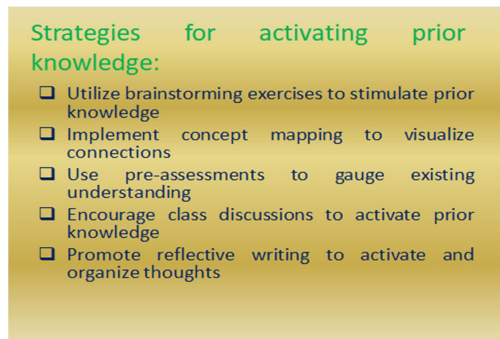 Strategies for activating prior
knowledge:
❑ Utilize brainstorming exercises to stimulate prior
knowledge
❑ Implement concept mapping to visualize
connections
❑ Use pre-assessments to gauge existing
understanding
❑ Encourage class discussions to activate prior
knowledge
❑ Promote reflective writing to activate and
organize thoughts